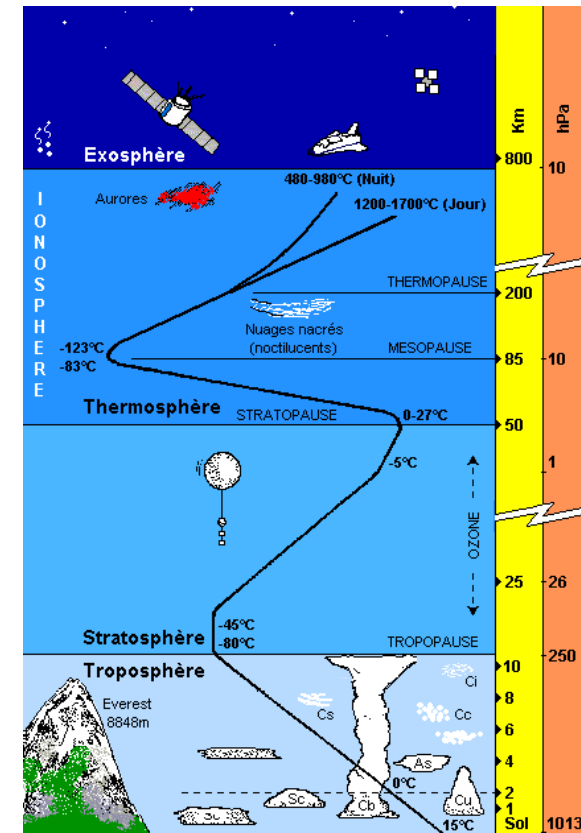 Km
hPa
Exosphère
800
10
480-980°C (Nuit)
Aurores
1200-1700°C (Jour)
IONOSPHERE
THERMOPAUSE
200
Nuages nacrés
(noctilucents)
-123°C
MESOPAUSE
85
10
-83°C
Thermosphère
STRATOPAUSE
0-27°C
50
-5°C
1
OZONE
25
26
-45°C
Stratosphère
-80°C
TROPOPAUSE
250
Troposphère
10
Ci
Everest
8848m
Cs
Cc
8
6
As
4
0°C
Sc
Cb
Cu
2
1
15°C
Sol
1013